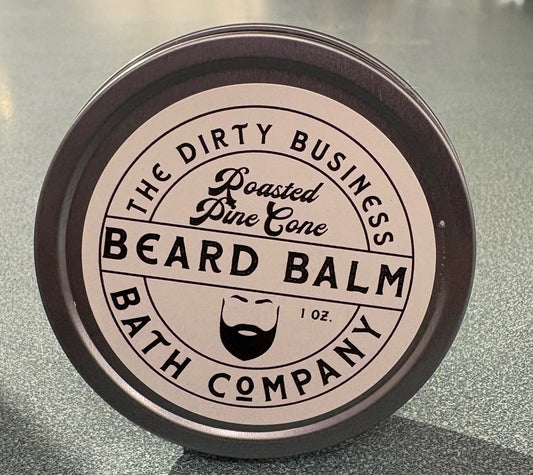 THE DIRTY BUSINESS
Roasted
Pine Cone
BEARD BALM
1 OZ.
BATH COMPANY